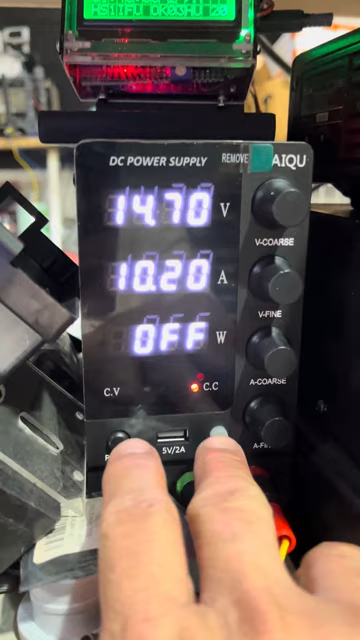 DC POWER SUPPLY
REMOVE
AIQU
14.70 V
V-COARSE
10.20 A
V-FINE
OFF W
A-COARSE
C.V
C.C
5V/2A